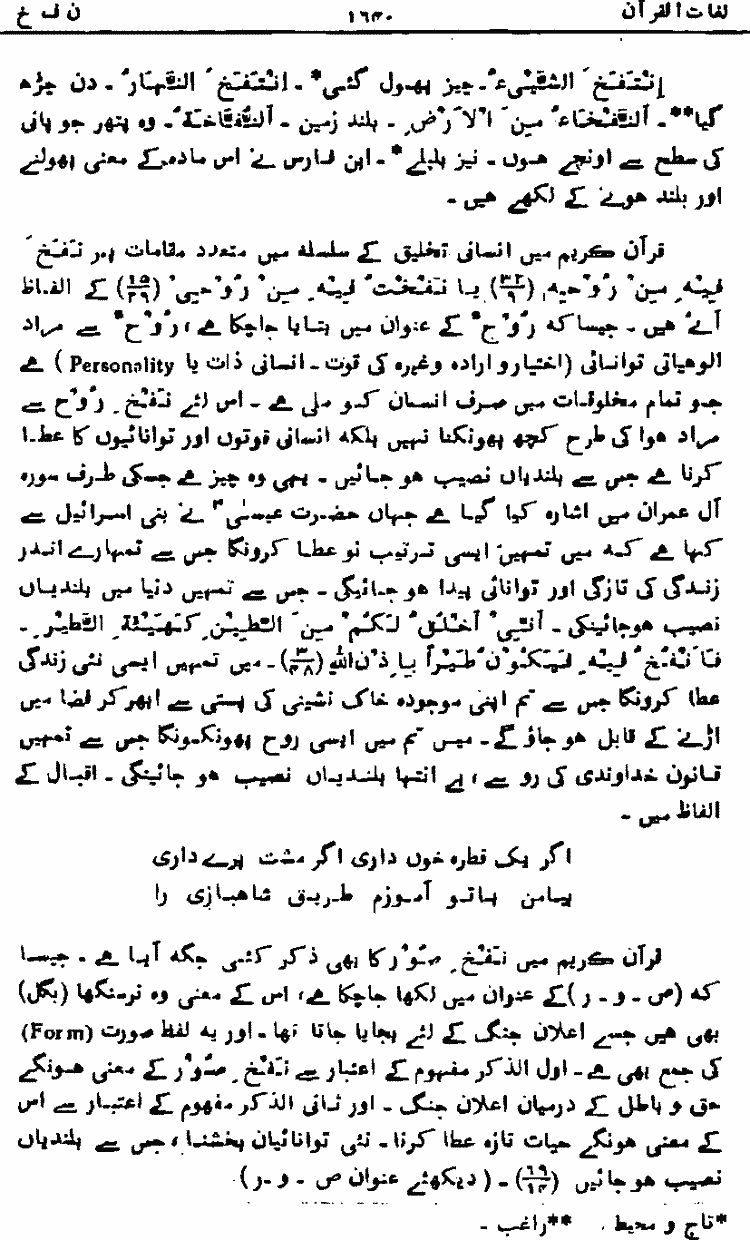 لغات القرآن ۱۶۴۰ ن ف خ
إِنْتَفَخَ الشَّيْءُ۔ چیز پھول گئی*۔ اِنْتَفَخَ النَّهَارُ۔ دن چڑھ
گیا**۔ اَلنَّفْخَاءُ مِنَ الْاَرْضِ۔ بلند زمین۔ اَلنُّفَّاخَةُ۔ وہ پتھر جو پانی
کی سطح سے اونچے ہوں۔ نیز بلبلے*۔ ابن فارس نے اس مادہ کے معنی پھولنے
اور بلند ہونے کے لکھے ہیں۔
قرآن کریم میں انسانی تخلیق کے سلسلہ میں متعدد مقامات پر نَفَخَ
فِيْهِ مِنْ رُوْحِهِ (۳۲/۹) یا نَفَخْتُ فِيْهِ مِنْ رُوْحِيْ (۱۵/۲۹) کے الفاظ
آئے ہیں۔ جیسا کہ رُوْحٌ کے عنوان میں بتایا جاچکا ہے، رُوْحٌ سے مراد
الوهیاتی توانائی (اختیار و ارادہ وغیرہ کی قوت۔ انسانی ذات یا Personality) ہے
جو تمام مخلوقات میں صرف انسان کو ملی ہے۔ اس لئے نَفْخِ رُوْح سے
مراد ہوا کی طرح کچھ پھونکنا نہیں بلکہ انسانی قوتوں اور توانائیوں کا عطا
کرنا ہے جس سے بلندیاں نصیب ہو جائیں۔ یہی وہ چیز ہے جسکی طرف سورہ
آل عمران میں اشارہ کیا گیا ہے جہاں حضرت عیسیٰؑ نے بنی اسرائیل سے
کہا ہے کہ میں تمہیں ایسی ترتیب نو عطا کرونگا جس سے تمہارے اندر
زندگی کی تازگی اور توانائی پیدا ہو جائیگی۔ جس سے تمہیں دنیا میں بلندیاں
نصیب ہوجائینگی۔ اَنِّيْ اَخْلُقُ لَكُمْ مِنَ الطِّيْنِ كَهَيْئَةِ الطَّيْرِ۔
فَاَنْفُخُ فِيْهِ فَيَكُوْنُ طَيْراً بِاِذْنِ اللهِ (۳/۴۸)۔ میں تمہیں ایسی نئی زندگی
عطا کرونگا جس سے تم اپنی موجودہ خاک نشینی کی پستی سے ابھر کر فضا میں
اڑنے کے قابل ہو جاؤ گے۔ میں تم میں ایسی روح پھونکونگا جس سے تمہیں
قانون خداوندی کی رو سے، بے انتہا بلندیاں نصیب ہو جائینگی۔ اقبال کے
الفاظ میں۔
اگر یک قطرہ خوں داری اگر مشت پرے داری
بیامن باتو آموزم طریق شاهبازی را
قرآن کریم میں نَفْخِ صُوْر کا بھی ذکر کئی جگہ آیا ہے۔ جیسا
کہ (ص۔و۔ر) کے عنوان میں لکھا جاچکا ہے، اس کے معنی وہ نرسنگھا (بگل)
بھی ہیں جسے اعلان جنگ کے لئے بجایا جاتا تھا۔ اور یہ لفظ صورت (Form)
کی جمع بھی ہے۔ اول الذکر مفہوم کے اعتبار سے نَفْخِ صُوْر کے معنی ہونگے
حق و باطل کے درمیان اعلان جنگ۔ اور ثانی الذکر مفہوم کے اعتبار سے اس
کے معنی ہونگے حیات تازہ عطا کرنا۔ نئی توانائیاں بخشنا، جس سے بلندیاں
نصیب ہو جائیں (۶۹/۱۳)۔ (دیکھئے عنوان ص۔و۔ر)
*تاج و محیط۔ **راغب۔